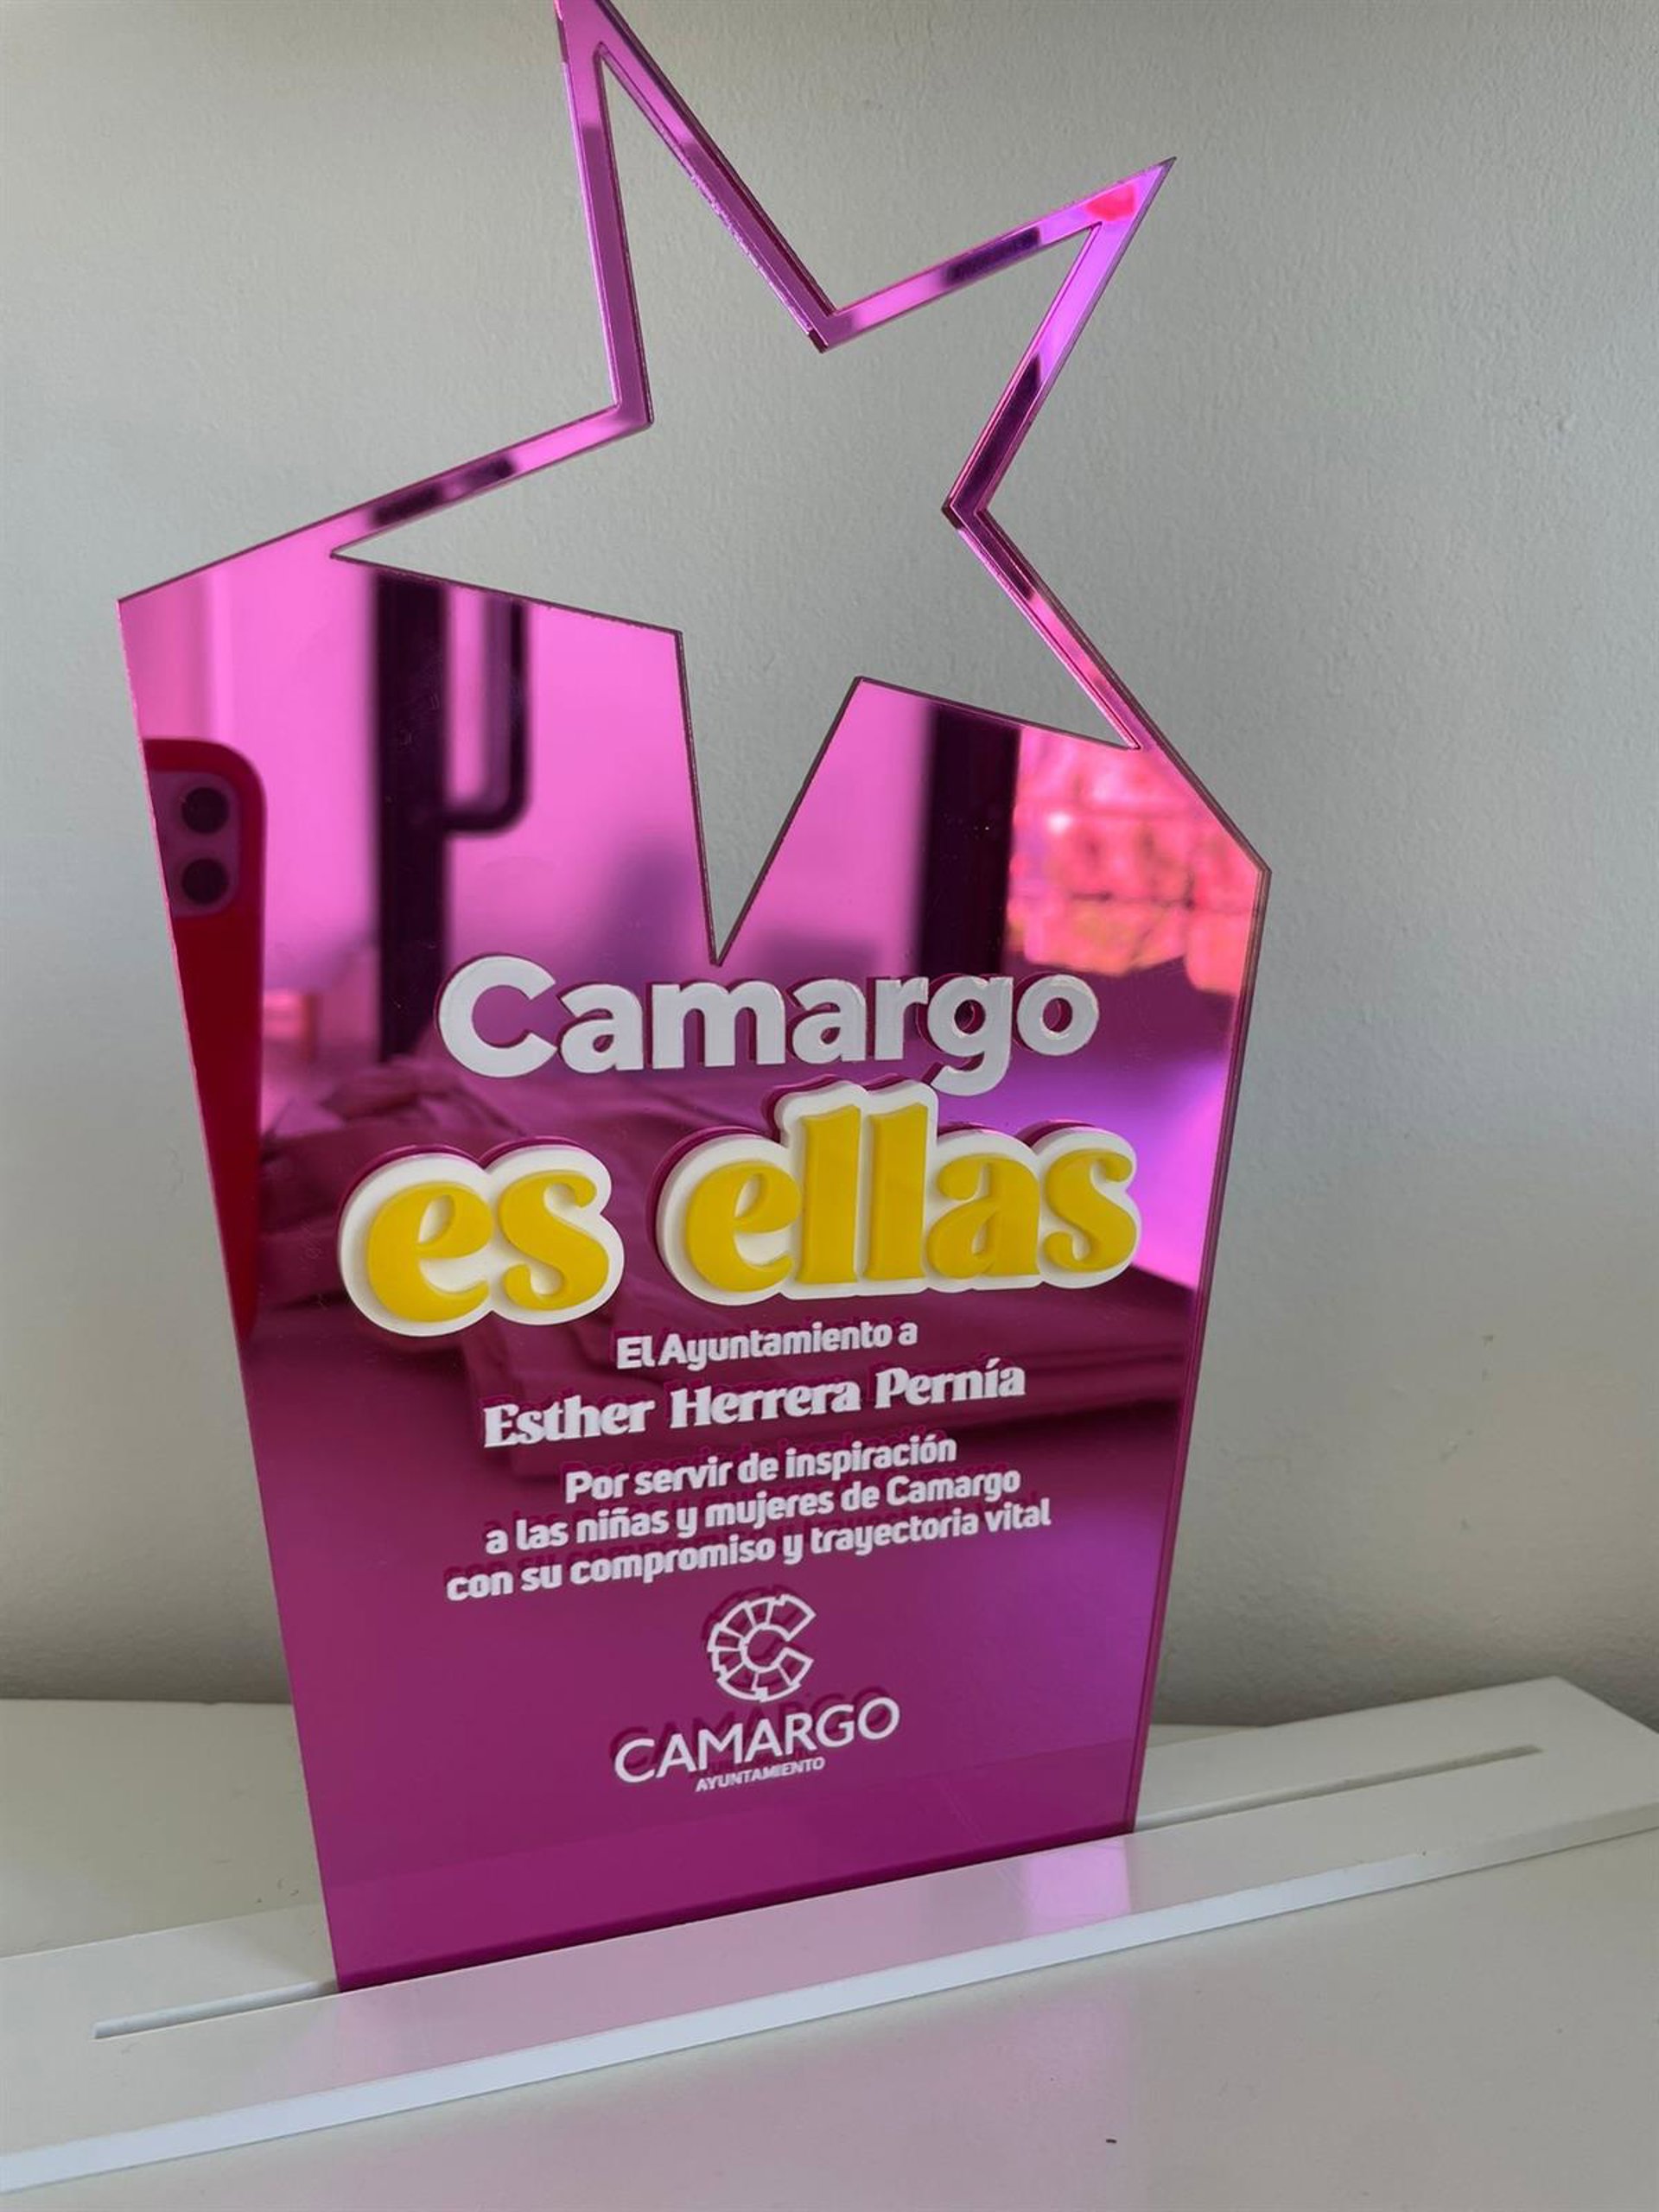 Camargo
es ellas
El Ayuntamiento a
Esther Herrera Pernía
Por servir de inspiración
a las niñas y mujeres de Camargo
con su compromiso y trayectoria vital
CAMARGO
AYUNTAMIENTO